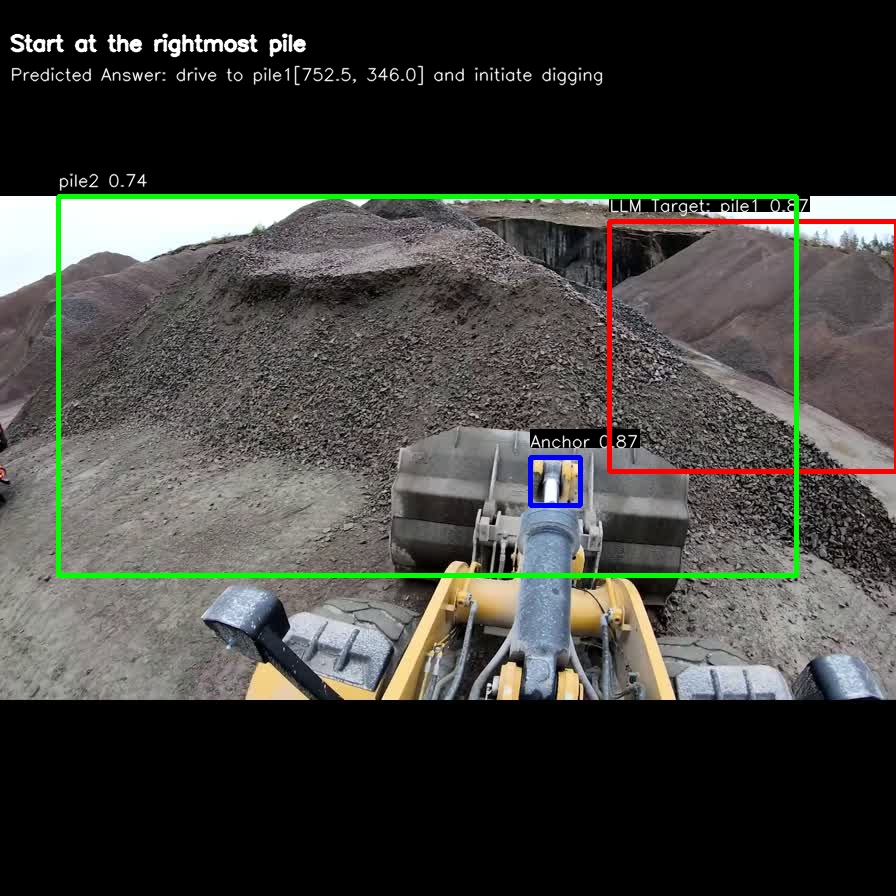 Start at the rightmost pile
Predicted Answer: drive to pile1[752.5, 346.0] and initiate digging
pile2 0.74
LLM Target: pile1 0.87
Anchor 0.87